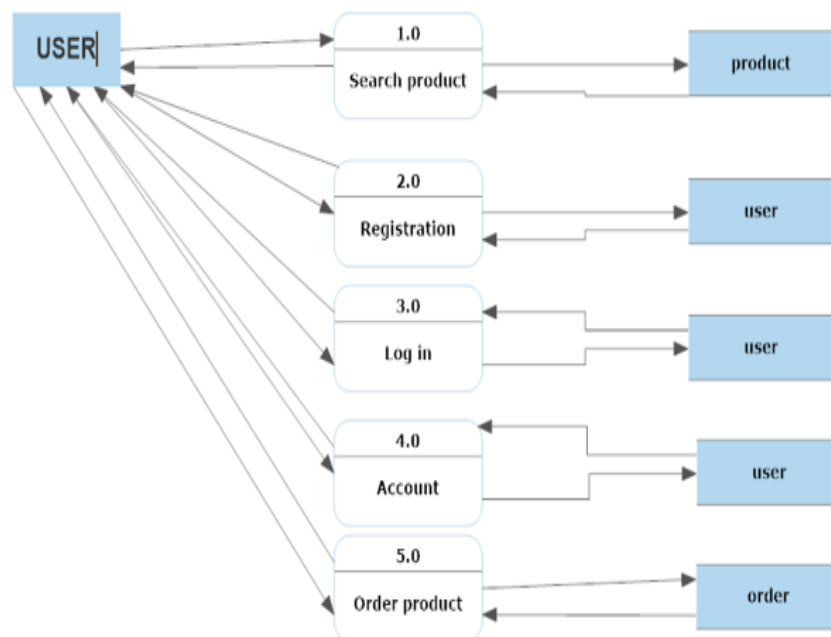 USER
1.0
Search product
product
2.0
Registration
user
3.0
Log in
user
4.0
Account
user
5.0
Order product
order